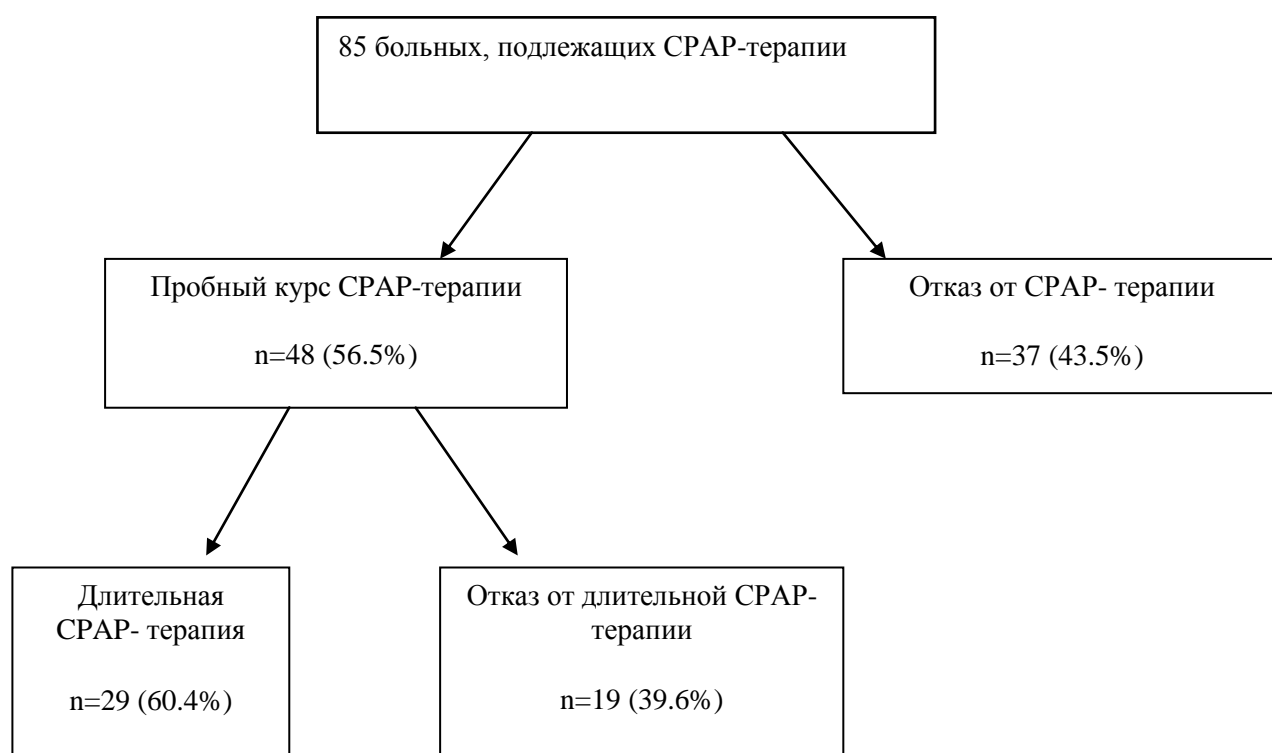 85 больных, подлежащих CPAP-терапии
Пробный курс CPAP-терапии
n=48 (56.5%)
Отказ от CPAP- терапии
n=37 (43.5%)
Длительная
CPAP- терапия
n=29 (60.4%)
Отказ от длительной CPAP-
терапии
n=19 (39.6%)